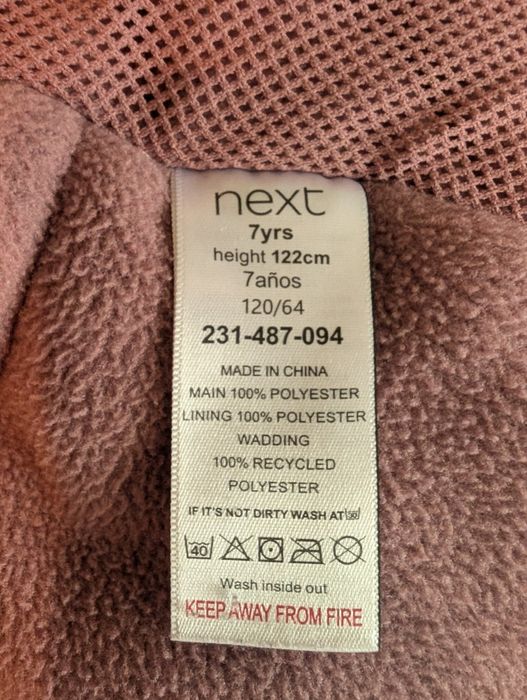 next
7yrs
height 122cm
7años
120/64
231-487-094
MADE IN CHINA
MAIN 100% POLYESTER
LINING 100% POLYESTER
WADDING
100% RECYCLED
POLYESTER
IF IT'S NOT DIRTY WASH AT 30
40
Wash inside out
KEEP AWAY FROM FIRE